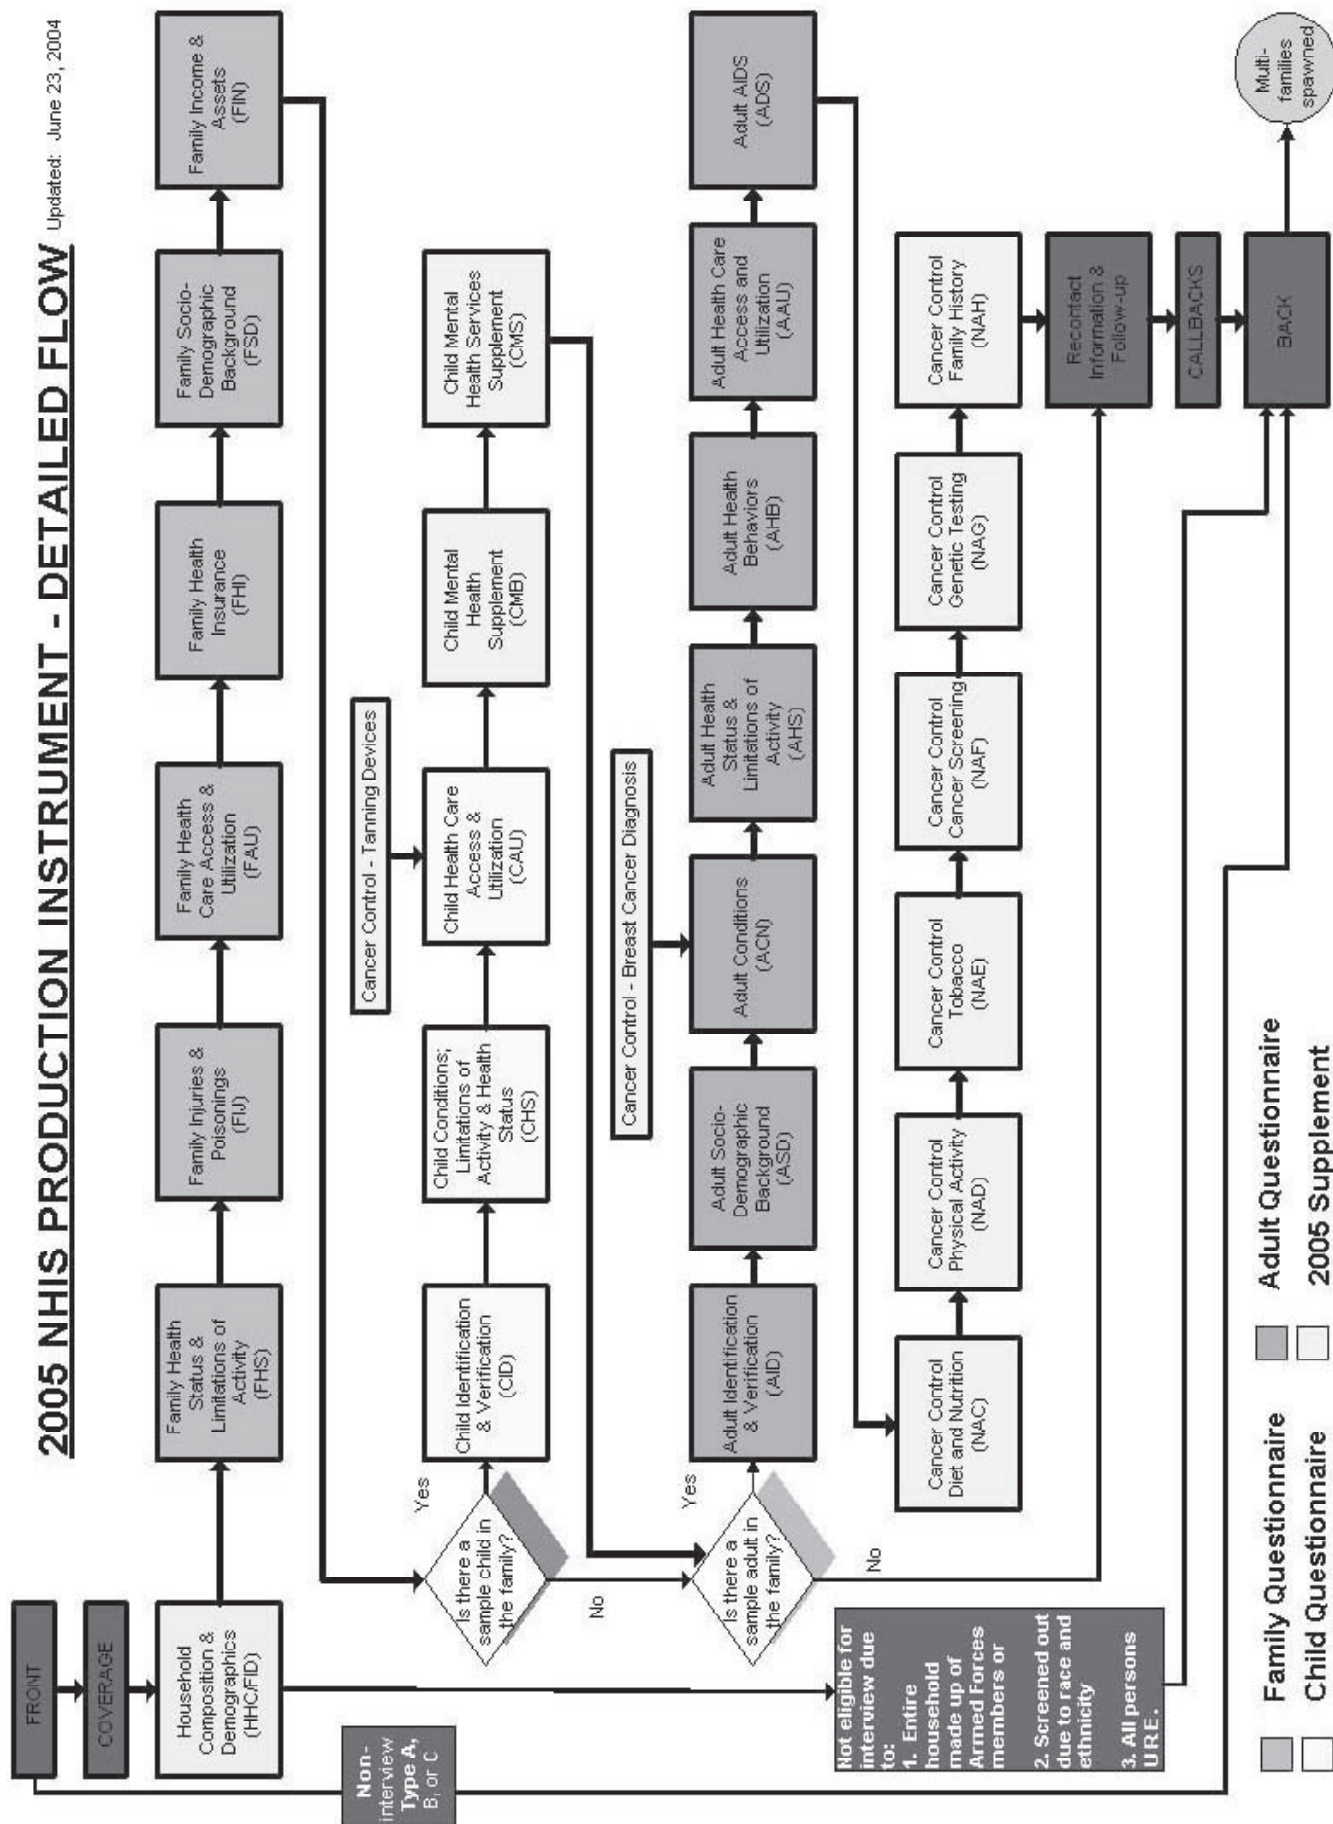 2005 NHIS PRODUCTION INSTRUMENT - DETAILED FLOW
Updated: June 23, 2004
FRONT
COVERAGE
Household
Composition &
Demographics
(HHC/FID)
Family Health
Status &
Limitations of
Activity
(FHS)
Family Injuries &
Poisonings
(FIJ)
Family Health
Care Access &
Utilization
(FAU)
Family Health
Insurance
(FHI)
Family Socio-
Demographic
Background
(FSD)
Family Income &
Assets
(FIN)
Non-
interview
Type A,
B, or C
Cancer Control - Tanning Devices
Is there a
sample child in
the family?
Yes
No
Child Identification
& Verification
(CID)
Child Conditions;
Limitations of
Activity & Health
Status
(CHS)
Child Health Care
Access &
Utilization
(CAU)
Child Mental
Health
Supplement
(CMB)
Child Mental
Health Services
Supplement
(CMS)
Cancer Control - Breast Cancer Diagnosis
Is there a
sample adult in
the family?
Yes
No
Adult Identification
& Verification
(AID)
Adult Socio-
Demographic
Background
(ASD)
Adult Conditions
(ACN)
Adult Health
Status &
Limitations of
Activity
(AHS)
Adult Health
Behaviors
(AHB)
Adult Health Care
Access and
Utilization
(AAU)
Adult AIDS
(ADS)
Not eligible for
interview due
to:
1. Entire
household
made up of
Armed Forces
members or
2. Screened out
due to race and
ethnicity
3. All persons
URE.
Cancer Control
Diet and Nutrition
(NAC)
Cancer Control
Physical Activity
(NAD)
Cancer Control
Tobacco
(NAE)
Cancer Control
Cancer Screening
(NAF)
Cancer Control
Genetic Testing
(NAG)
Cancer Control
Family History
(NAH)
Recontact
Information &
Follow-up
CALLBACKS
BACK
Multi-
families
spawned
Family Questionnaire
Adult Questionnaire
Child Questionnaire
2005 Supplement